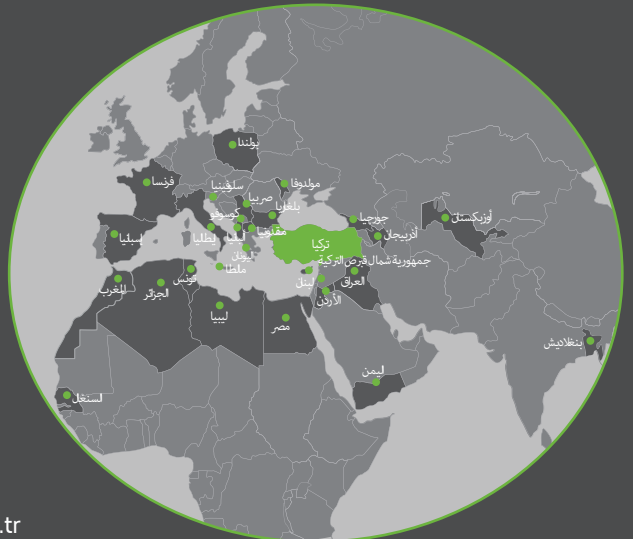 بولندا
فرنسا
مولدوفا
سلوفينيا
صربيا
بلغاريا
كوسوفو
جورجيا
أوزبكستان
إسبانيا
إيطاليا
ألبانيا
مقدونيا
تركيا
أذربيجان
اليونان
جمهورية شمال قبرص التركية
مالطا
تونس
المغرب
الجزائر
لبنان
العراق
الأردن
ليبيا
مصر
بنغلاديش
اليمن
السنغال
.tr